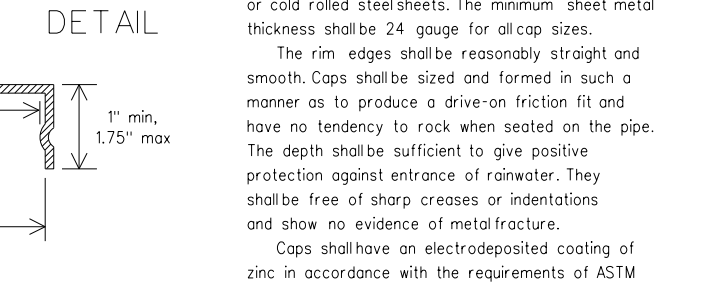 DETAIL
1" min,
1.75" max
or cold rolled steel sheets. The minimum sheet metal
thickness shall be 24 gauge for all cap sizes.
The rim edges shall be reasonably straight and
smooth. Caps shall be sized and formed in such a
manner as to produce a drive-on friction fit and
have no tendency to rock when seated on the pipe.
The depth shall be sufficient to give positive
protection against entrance of rainwater. They
shall be free of sharp creases or indentations
and show no evidence of metal fracture.
Caps shall have an electrodeposited coating of
zinc in accordance with the requirements of ASTM